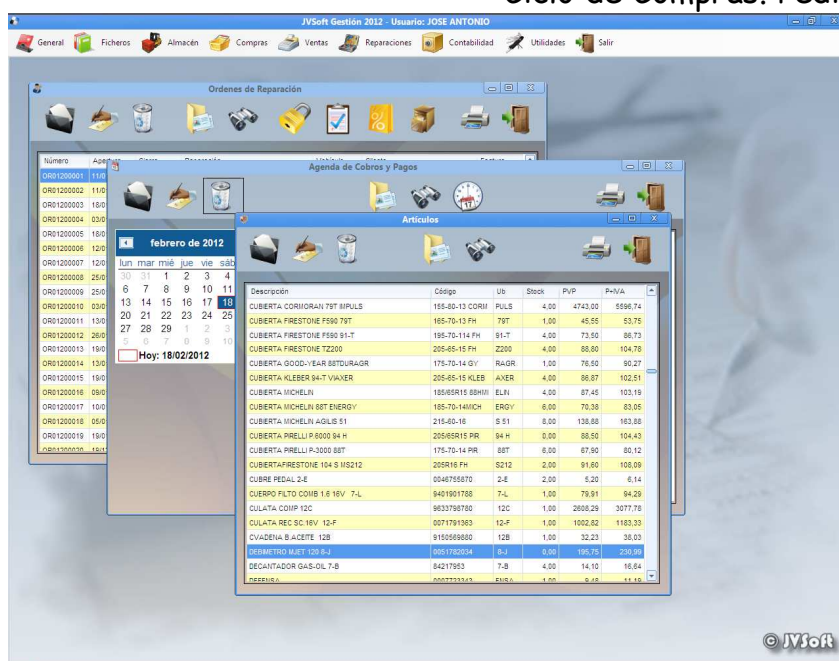 Ciclo de Compras:
JVSoft Gestión 2012 - Usuario: JOSE ANTONIO
General Ficheros Almacén Compras Ventas Reparaciones Contabilidad Utilidades Salir
Ordenes de Reparación
Número
OR01200001
OR01200002
OR01200003
OR01200004
OR01200005
OR01200006
OR01200007
OR01200008
OR01200009
OR01200010
OR01200011
OR01200012
OR01200013
OR01200014
OR01200015
OR01200016
OR01200017
OR01200018
OR01200019
OR01200020
Agenda de Cobros y Pagos
17
febrero de 2012
lun mar mié jue vie sáb
30 31 1 2 3 4
6 7 8 9 10 11
13 14 15 16 17 18
20 21 22 23 24 25
27 28 29 1 2 3
5 6 7 8 9 10
Hoy: 18/02/2012
Artículos
Descripción Código Ub Stock PVP P+IVA
CUBIERTA CORMORAN 79T IMPULS 155-80-13 CORM PULS 4,00 4743,00 5596,74
CUBIERTA FIRESTONE F590 79T 165-70-13 FH 79T 1,00 45,55 53,75
CUBIERTA FIRESTONE F590 91-T 195-70-114 FH 91-T 4,00 73,50 86,73
CUBIERTA FIRESTONE TZ200 205-65-15 FH Z200 4,00 88,80 104,78
CUBIERTA GOOD-YEAR 88TDURAGR 175-70-14 GY RAGR 1,00 76,50 90,27
CUBIERTA KLEBER 94-T VIAXER 205-65-15 KLEB AXER 4,00 86,87 102,51
CUBIERTA MICHELIN 185/65R15 88HMI ELIN 4,00 87,45 103,19
CUBIERTA MICHELIN 88T ENERGY 185-70-14MICH ERGY 6,00 70,38 83,05
CUBIERTA MICHELIN AGILIS 51 215-60-16 S 51 8,00 138,88 163,88
CUBIERTA PIRELLI P.6000 94 H 205/65R15 PIR 94 H 0,00 88,50 104,43
CUBIERTA PIRELLI P-3000 88T 175-70-14 PIR 88T 6,00 67,90 80,12
CUBIERTAFIRESTONE 104 S MS212 205R16 FH S212 2,00 91,60 108,09
CUBRE PEDAL 2-E 0046755870 2-E 2,00 5,20 6,14
CUERPO FILTO COMB 1.6 16V 7-L 9401901788 7-L 1,00 79,91 94,29
CULATA COMP 12C 9633798780 12C 1,00 2608,29 3077,78
CULATA REC SC.16V 12-F 0071791363 12-F 1,00 1002,82 1183,33
CVADENA B,ACEITE 12B 9150569880 12B 1,00 32,23 38,03
DEBIMETRO MJET 120 8-J 0051782034 8-J 0,00 195,75 230,99
DECANTADOR GAS-OIL 7-B 84217953 7-B 4,00 14,10 16,64
DEFENSA 0007723343 ENSA 1,00 9,48 11,19
© JVSoft